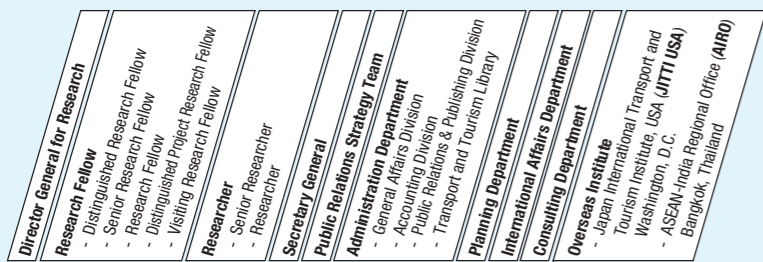 Director General for Research
Research Fellow
- Distinguished Research Fellow
- Senior Research Fellow
- Research Fellow
- Distinguished Project Research Fellow
- Visiting Research Fellow
Researcher
- Senior Researcher
- Researcher
Secretary General
Public Relations Strategy Team
Administration Department
- General Affairs Division
- Accounting Division
- Public Relations & Publishing Division
- Transport and Tourism Library
Planning Department
International Affairs Department
Consulting Department
Overseas Institute
- Japan International Transport and
Tourism Institute, USA (JITTI USA)
Washington, D.C.
- ASEAN-India Regional Office (AIRO)
Bangkok, Thailand